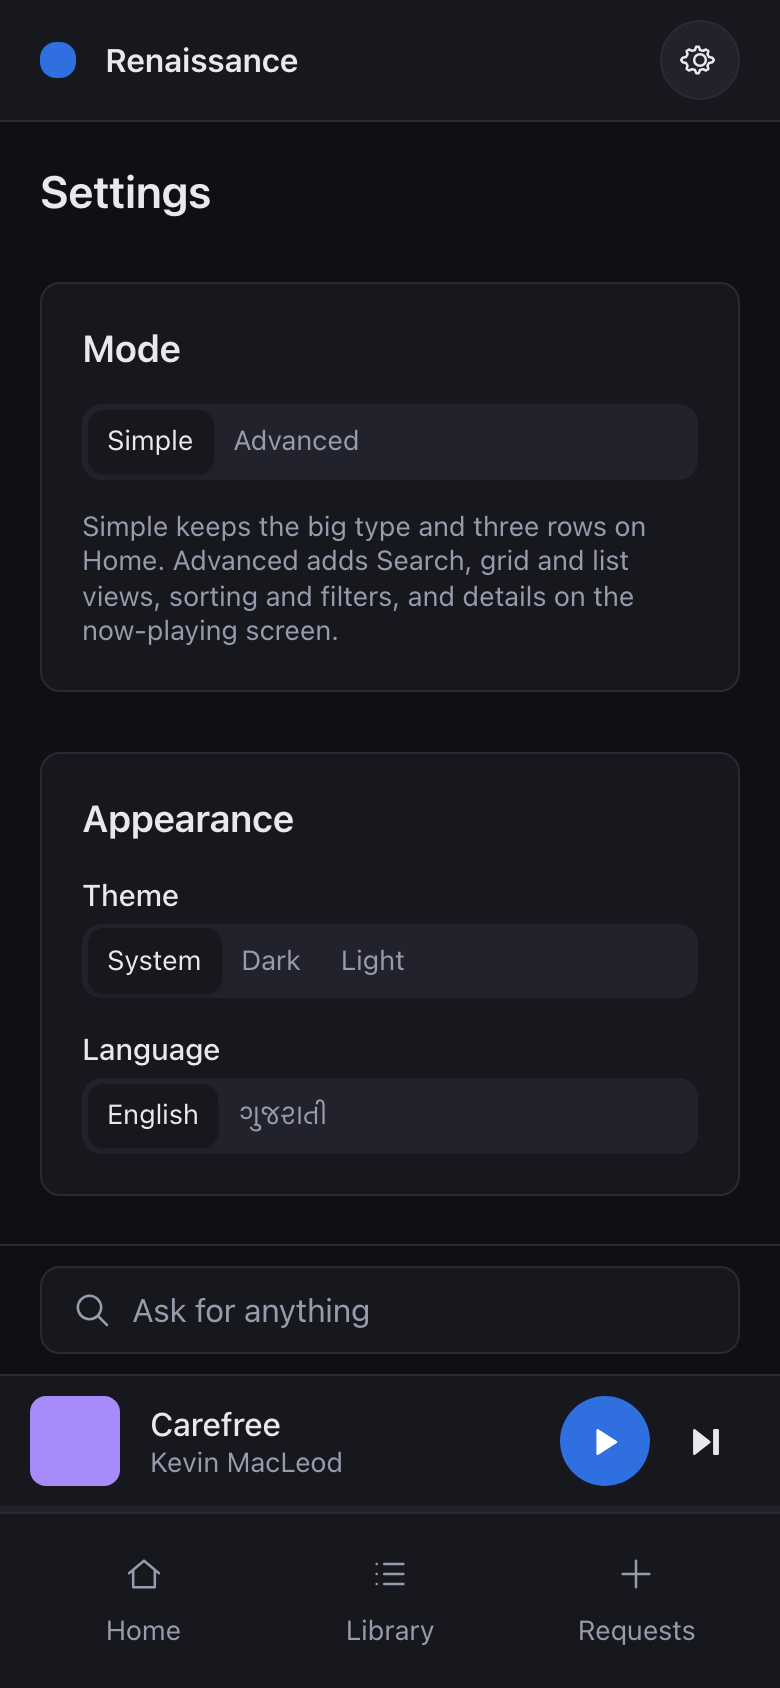 Renaissance
Settings
Mode
Simple Advanced
Simple keeps the big type and three rows on
Home. Advanced adds Search, grid and list
views, sorting and filters, and details on the
now-playing screen.
Appearance
Theme
System Dark Light
Language
English ગુજરાતી
Ask for anything
Carefree
Kevin MacLeod
Home Library Requests